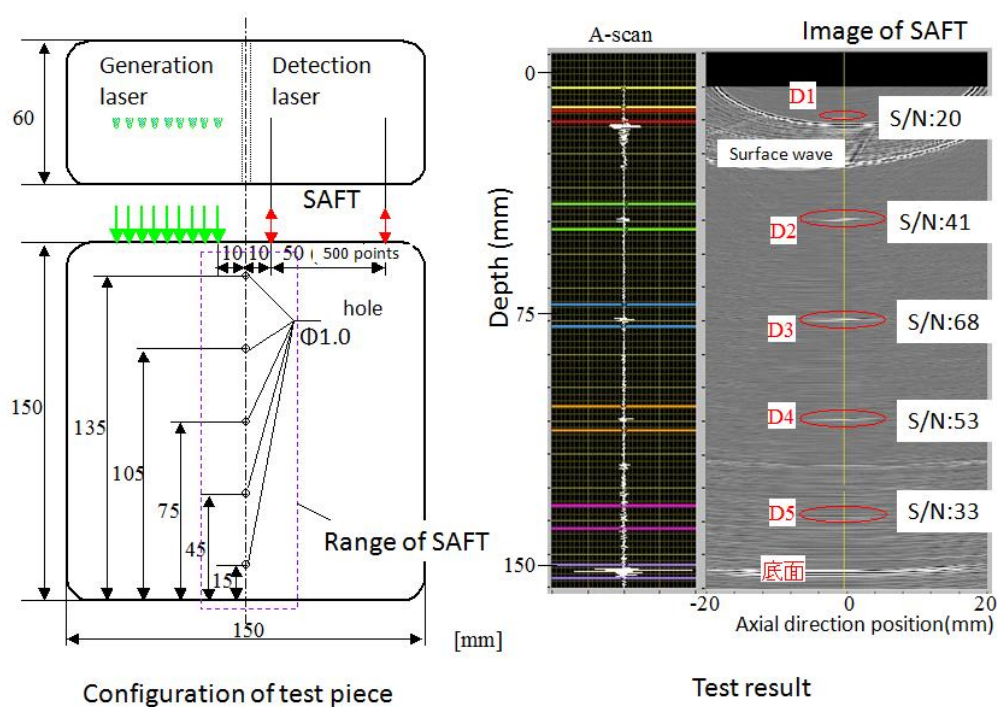 Generation
laser
Detection
laser
60
SAFT
10
10
50 (
500 points
hole
Φ1.0
150
135
105
75
45
15
Range of SAFT
150
[mm]
Configuration of test piece
A-scan
Image of SAFT
0
75
150
Depth (mm)
D1
S/N:20
Surface wave
D2
S/N:41
D3
S/N:68
D4
S/N:53
D5
S/N:33
底面
-20
0
20
Axial direction position(mm)
Test result